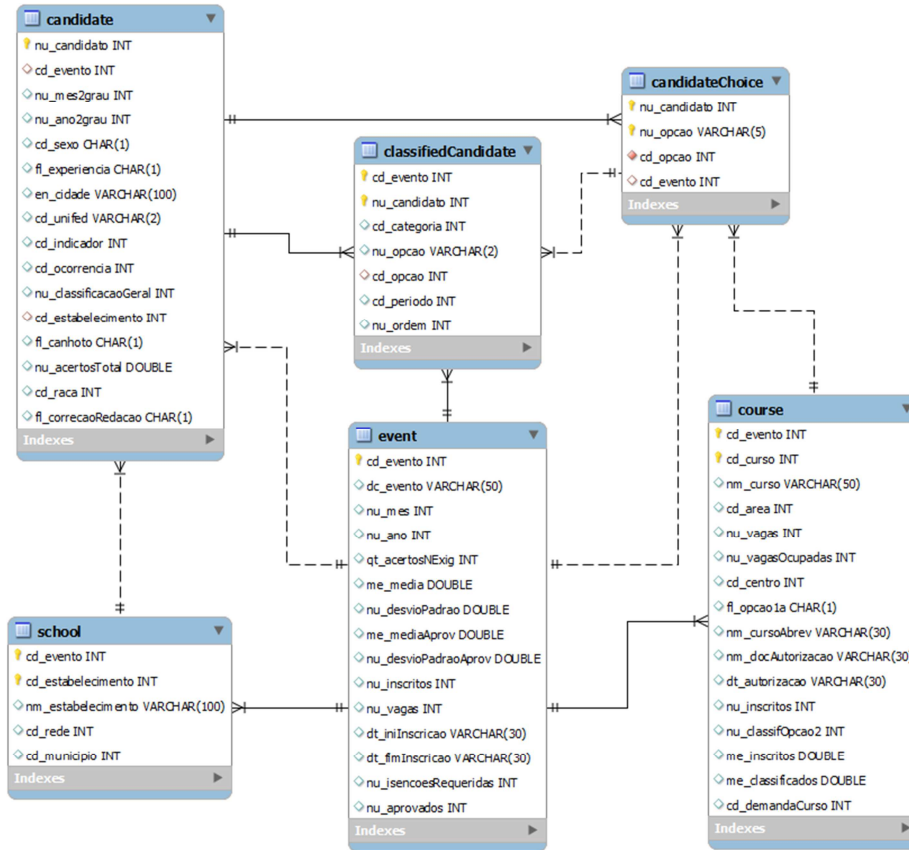 candidate
nu_candidato INT
cd_evento INT
nu_mes2grau INT
nu_ano2grau INT
cd_sexo CHAR(1)
fl_experiencia CHAR(1)
en_cidade VARCHAR(100)
cd_unifed VARCHAR(2)
cd_indicador INT
cd_ocorrencia INT
nu_classificacaoGeral INT
cd_estabelecimento INT
fl_canhoto CHAR(1)
nu_acertosTotal DOUBLE
cd_raca INT
fl_correcaoRedacao CHAR(1)
Indexes
candidateChoice
nu_candidato INT
nu_opcao VARCHAR(5)
cd_opcao INT
cd_evento INT
Indexes
classifiedCandidate
cd_evento INT
nu_candidato INT
cd_categoria INT
nu_opcao VARCHAR(2)
cd_opcao INT
cd_periodo INT
nu_ordem INT
Indexes
event
cd_evento INT
dc_evento VARCHAR(50)
nu_mes INT
nu_ano INT
qt_acertosNExig INT
me_media DOUBLE
nu_desvioPadrao DOUBLE
me_mediaAprov DOUBLE
nu_desvioPadraoAprov DOUBLE
nu_inscritos INT
nu_vagas INT
dt_iniInscricao VARCHAR(30)
dt_fimInscricao VARCHAR(30)
nu_isencoesRequeridas INT
nu_aprovados INT
Indexes
course
cd_evento INT
cd_curso INT
nm_curso VARCHAR(50)
cd_area INT
nu_vagas INT
nu_vagasOcupadas INT
cd_centro INT
fl_opcao1a CHAR(1)
nm_cursoAbrev VARCHAR(30)
nm_docAutorizacao VARCHAR(30)
dt_autorizacao VARCHAR(30)
nu_inscritos INT
nu_classifOpcao2 INT
me_inscritos DOUBLE
me_classificados DOUBLE
cd_demandaCurso INT
Indexes
school
cd_evento INT
cd_estabelecimento INT
nm_estabelecimento VARCHAR(100)
cd_rede INT
cd_municipio INT
Indexes